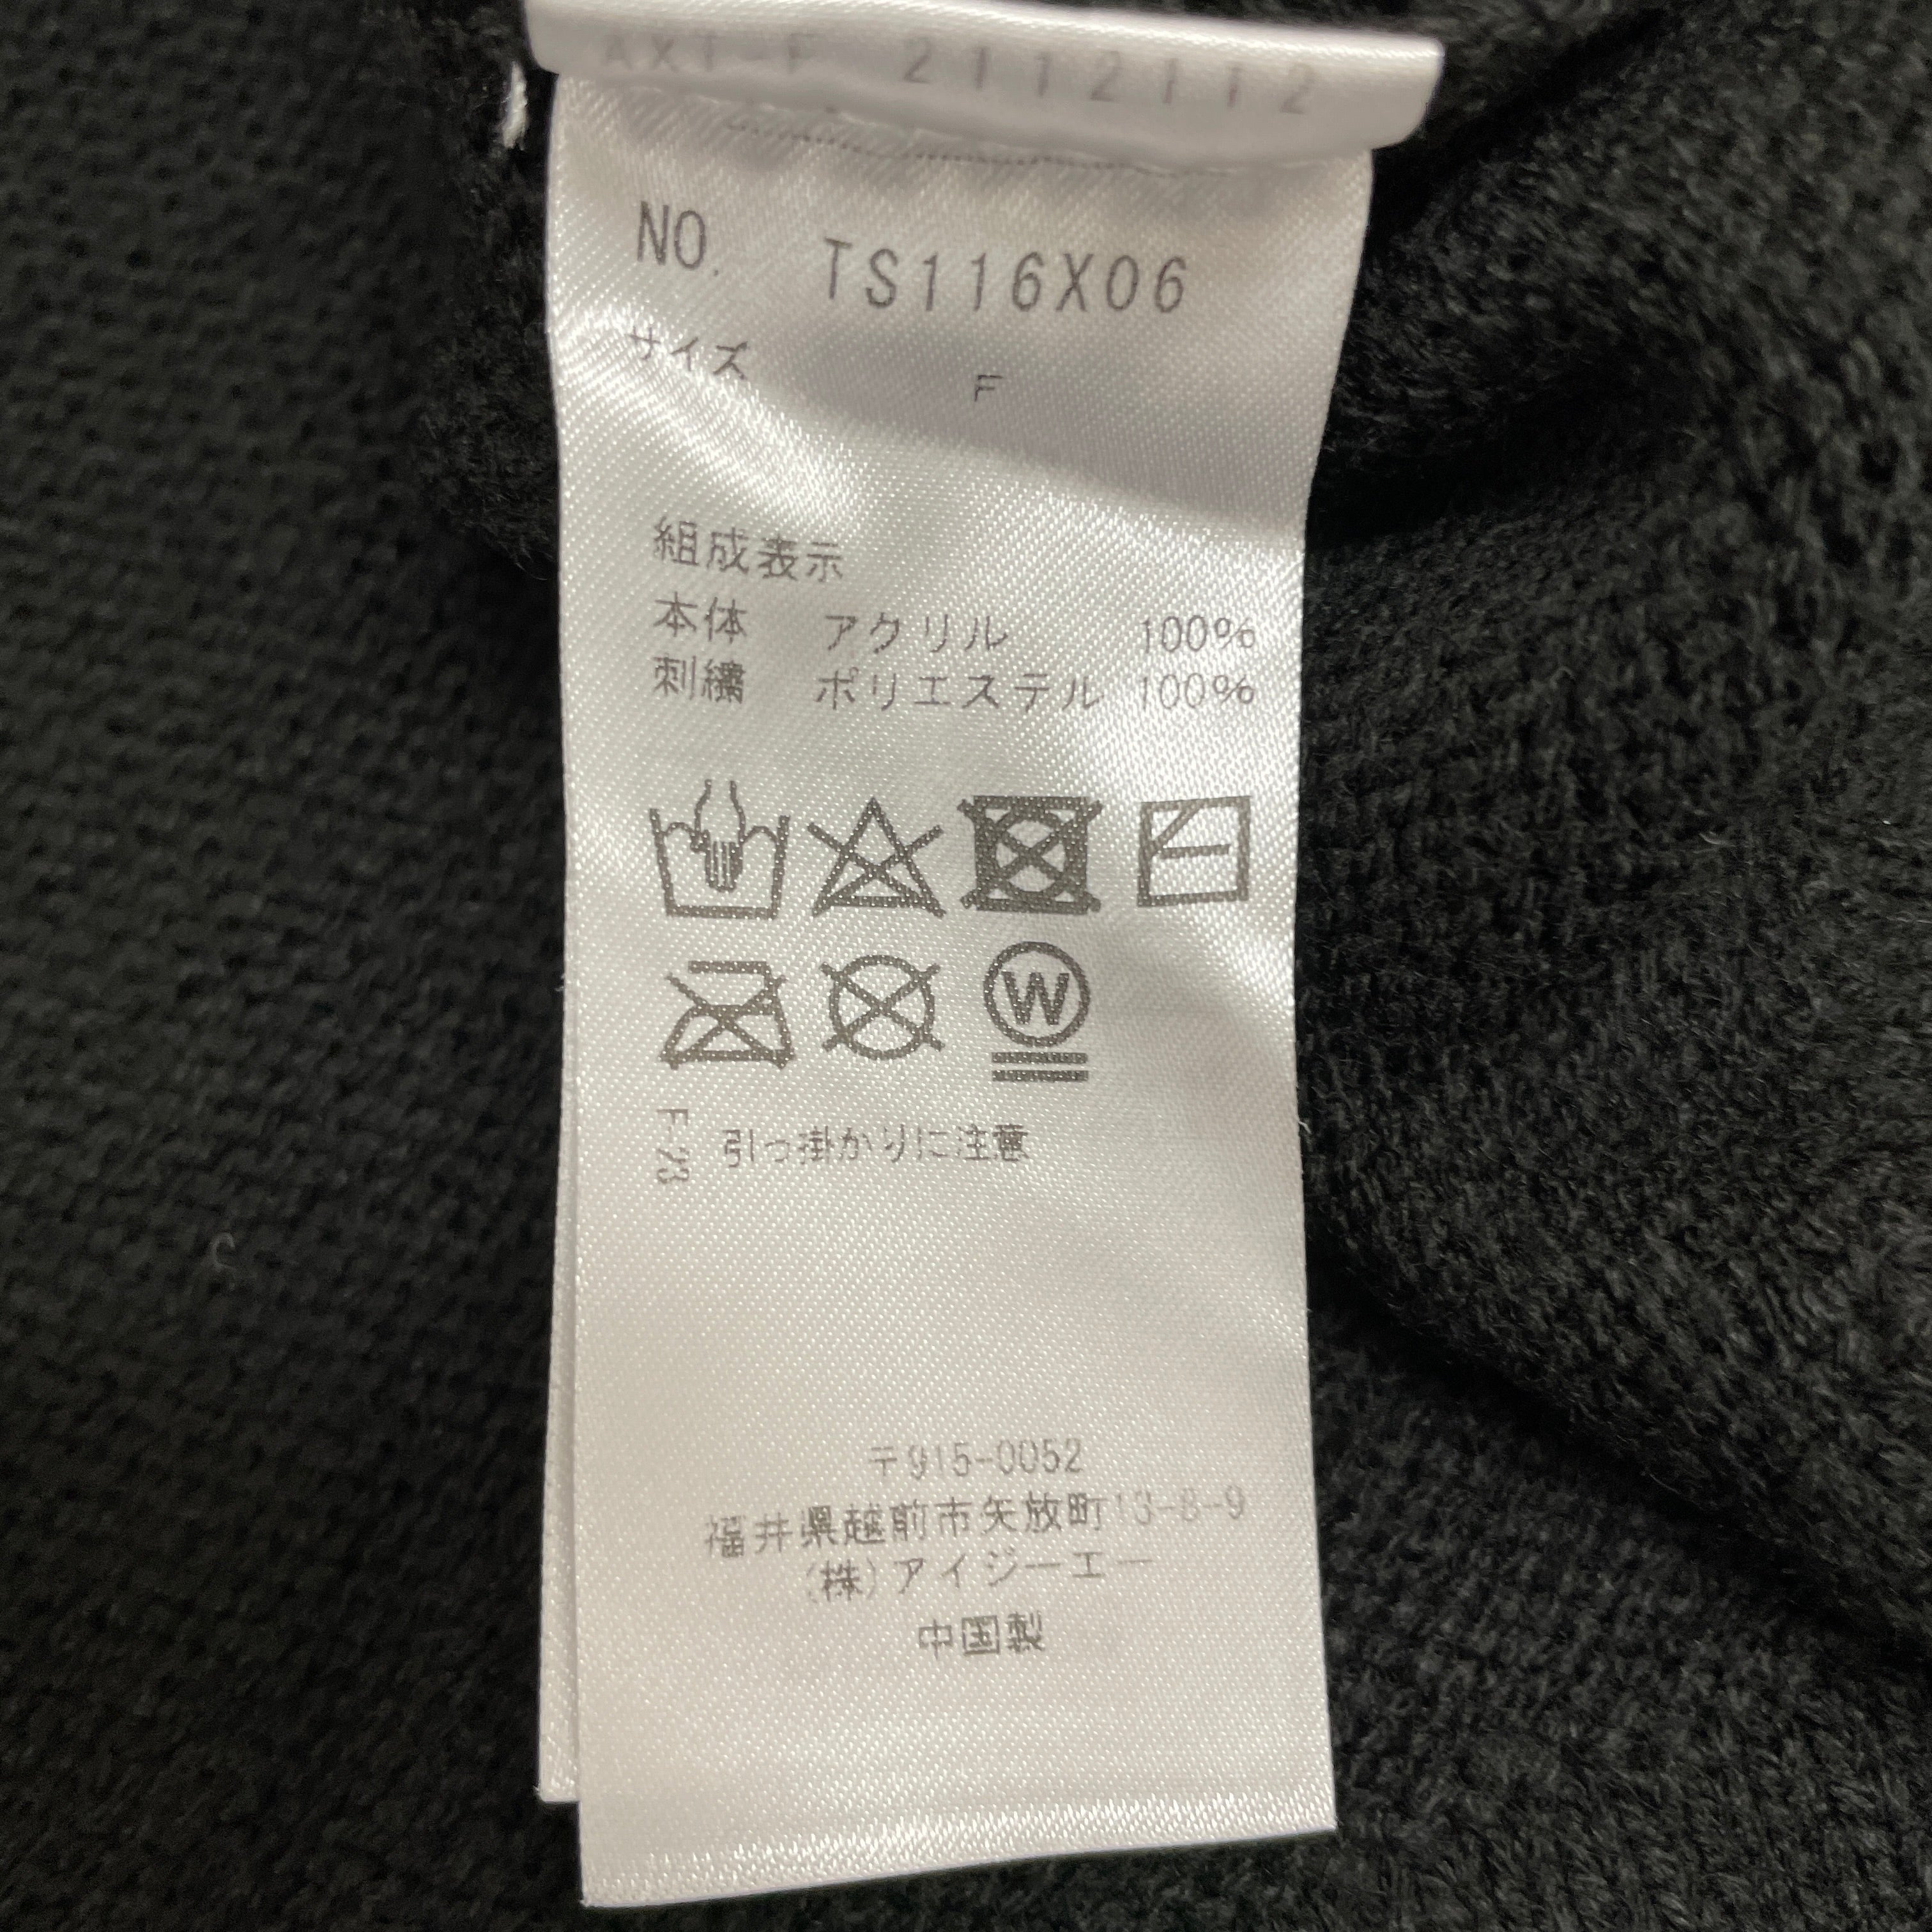 AXT-F 2112112
NO. TS116X06
サイズ F
組成表示
本体 アクリル 100%
刺繍 ポリエステル 100%
W
F-23
引っ掛かりに注意
〒915-0052
福井県越前市矢放町13-8-9
(株)アイジーエー
中国製